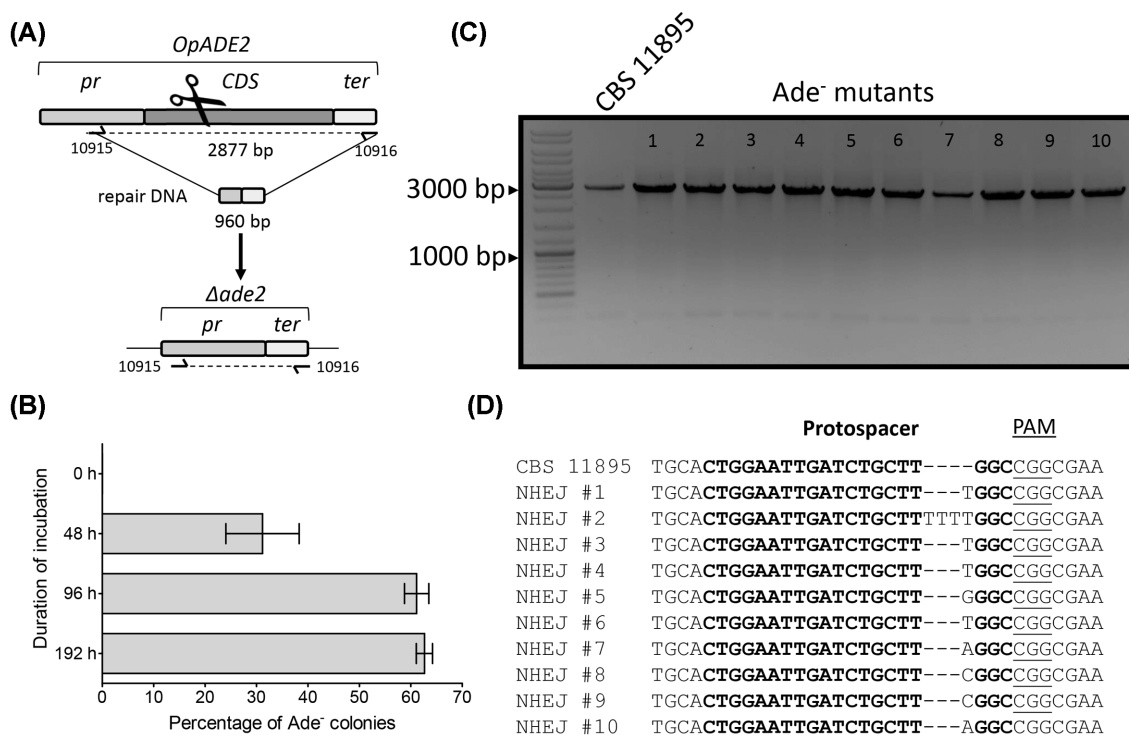 (A)
OpADE2
pr CDS ter
10915 2877 bp 10916
repair DNA
960 bp
Δade2
pr ter
10915 10916
(B)
Duration of incubation
0 h
48 h
96 h
192 h
0 10 20 30 40 50 60 70
Percentage of Ade- colonies
(C)
CBS 11895
Ade- mutants
1 2 3 4 5 6 7 8 9 10
3000 bp
1000 bp
(D)
Protospacer PAM
CBS 11895 TGCACTGGAATTGATCTGCTT----GGCCGGCGAA
NHEJ #1 TGCACTGGAATTGATCTGCTT---TGGCCGGCGAA
NHEJ #2 TGCACTGGAATTGATCTGCTTTTTTGGCCGGCGAA
NHEJ #3 TGCACTGGAATTGATCTGCTT---TGGCCGGCGAA
NHEJ #4 TGCACTGGAATTGATCTGCTT---TGGCCGGCGAA
NHEJ #5 TGCACTGGAATTGATCTGCTT---GGGCCGGCGAA
NHEJ #6 TGCACTGGAATTGATCTGCTT---TGGCCGGCGAA
NHEJ #7 TGCACTGGAATTGATCTGCTT---AGGCCGGCGAA
NHEJ #8 TGCACTGGAATTGATCTGCTT---CGGCCGGCGAA
NHEJ #9 TGCACTGGAATTGATCTGCTT---CGGCCGGCGAA
NHEJ #10 TGCACTGGAATTGATCTGCTT---AGGCCGGCGAA